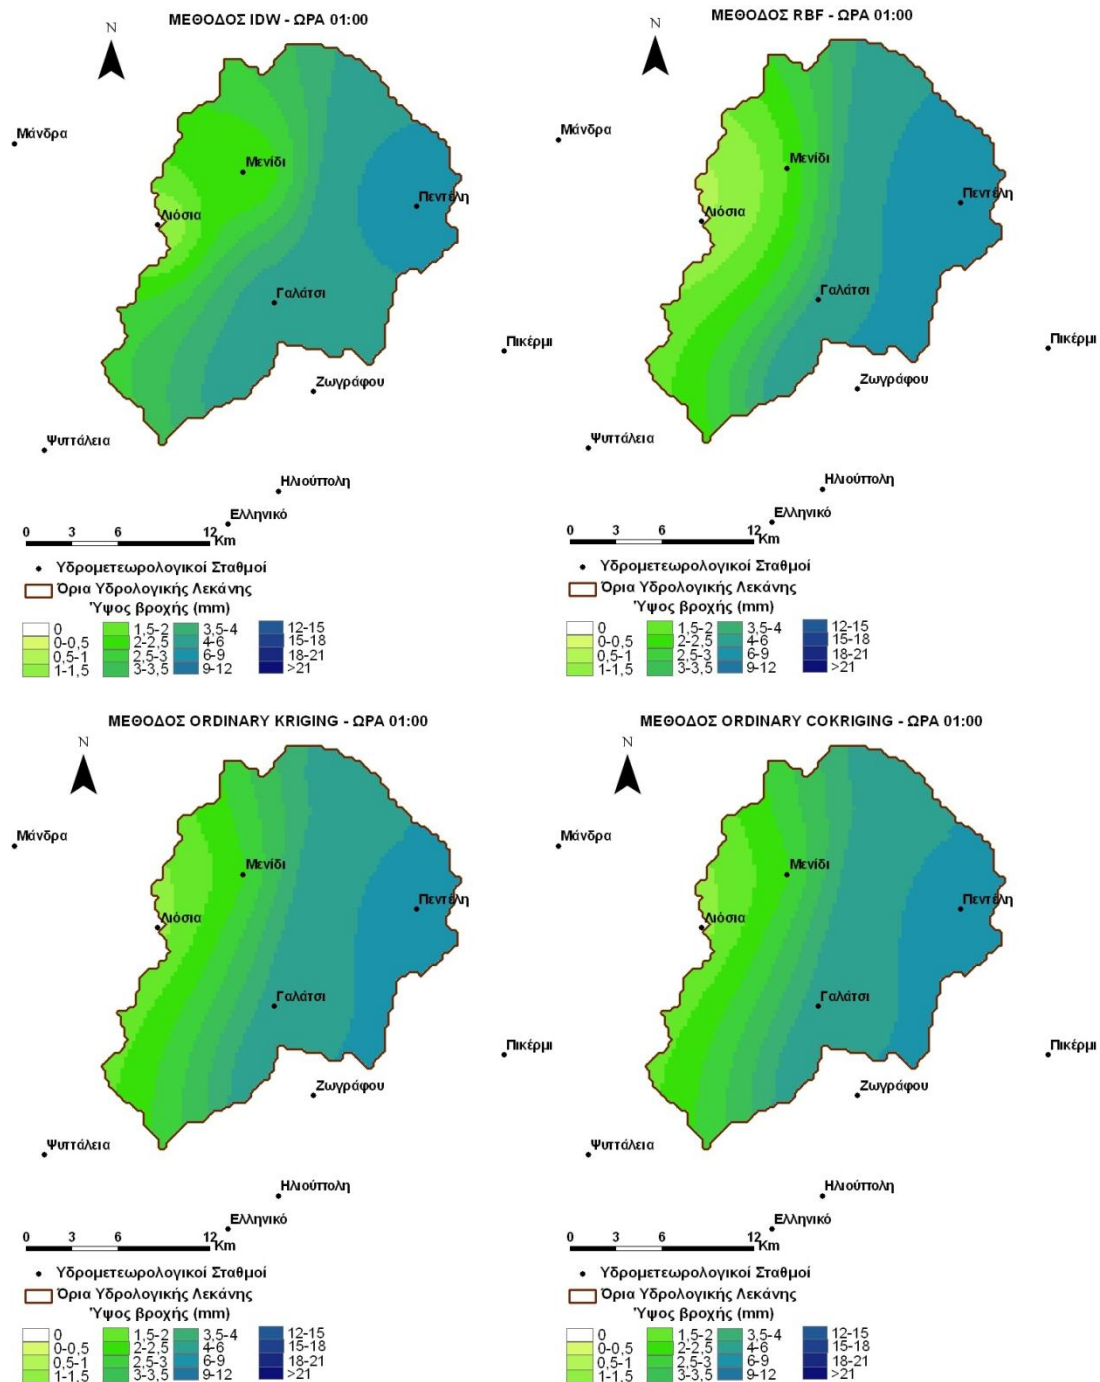 ΜΕΘΟΔΟΣ IDW - ΩΡΑ 01:00
N
Μάνδρα
Μενίδι
Πεντέλη
Λιόσια
Γαλάτσι
Πικέρμι
Ζωγράφου
Ψυττάλεια
Ηλιούπολη
Ελληνικό
0 3 6 12
Km
Υδρομετεωρολογικοί Σταθμοί
Όρια Υδρολογικής Λεκάνης
Ύψος βροχής (mm)
0 1,5-2 3,5-4 12-15
0-0,5 2-2,5 4-6 15-18
0,5-1 2,5-3 6-9 18-21
1-1,5 3-3,5 9-12 >21
ΜΕΘΟΔΟΣ RBF - ΩΡΑ 01:00
N
Μάνδρα
Μενίδι
Πεντέλη
Λιόσια
Γαλάτσι
Πικέρμι
Ζωγράφου
Ψυττάλεια
Ηλιούπολη
Ελληνικό
0 3 6 12
Km
Υδρομετεωρολογικοί Σταθμοί
Όρια Υδρολογικής Λεκάνης
Ύψος βροχής (mm)
0 1,5-2 3,5-4 12-15
0-0,5 2-2,5 4-6 15-18
0,5-1 2,5-3 6-9 18-21
1-1,5 3-3,5 9-12 >21
ΜΕΘΟΔΟΣ ORDINARY KRIGING - ΩΡΑ 01:00
N
Μάνδρα
Μενίδι
Πεντέλη
Λιόσια
Γαλάτσι
Πικέρμι
Ζωγράφου
Ψυττάλεια
Ηλιούπολη
Ελληνικό
0 3 6 12
Km
Υδρομετεωρολογικοί Σταθμοί
Όρια Υδρολογικής Λεκάνης
Ύψος βροχής (mm)
0 1,5-2 3,5-4 12-15
0-0,5 2-2,5 4-6 15-18
0,5-1 2,5-3 6-9 18-21
1-1,5 3-3,5 9-12 >21
ΜΕΘΟΔΟΣ ORDINARY COKRIGING - ΩΡΑ 01:00
N
Μάνδρα
Μενίδι
Πεντέλη
Λιόσια
Γαλάτσι
Πικέρμι
Ζωγράφου
Ψυττάλεια
Ηλιούπολη
Ελληνικό
0 3 6 12
Km
Υδρομετεωρολογικοί Σταθμοί
Όρια Υδρολογικής Λεκάνης
Ύψος βροχής (mm)
0 1,5-2 3,5-4 12-15
0-0,5 2-2,5 4-6 15-18
0,5-1 2,5-3 6-9 18-21
1-1,5 3-3,5 9-12 >21